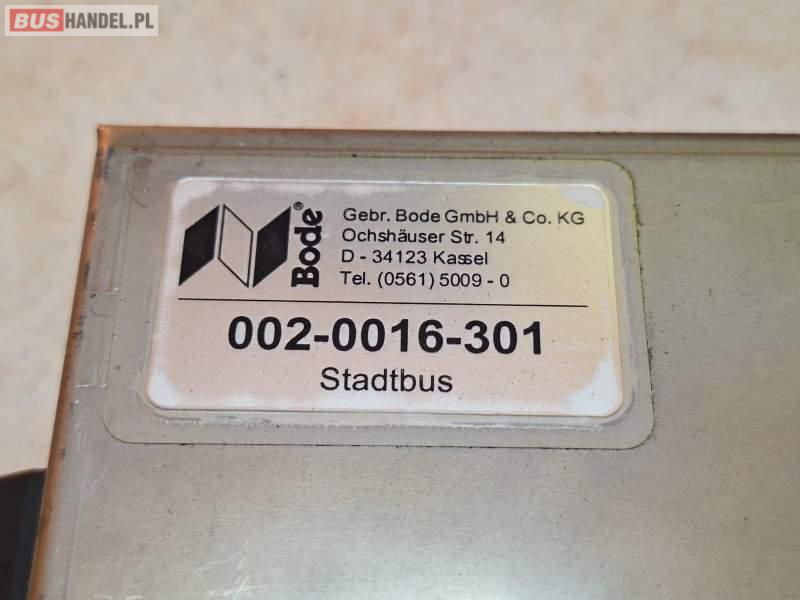 BUSHANDEL.PL
Bode®
Gebr. Bode GmbH & Co. KG
Ochshäuser Str. 14
D - 34123 Kassel
Tel. (0561) 5009 - 0
002-0016-301
Stadtbus